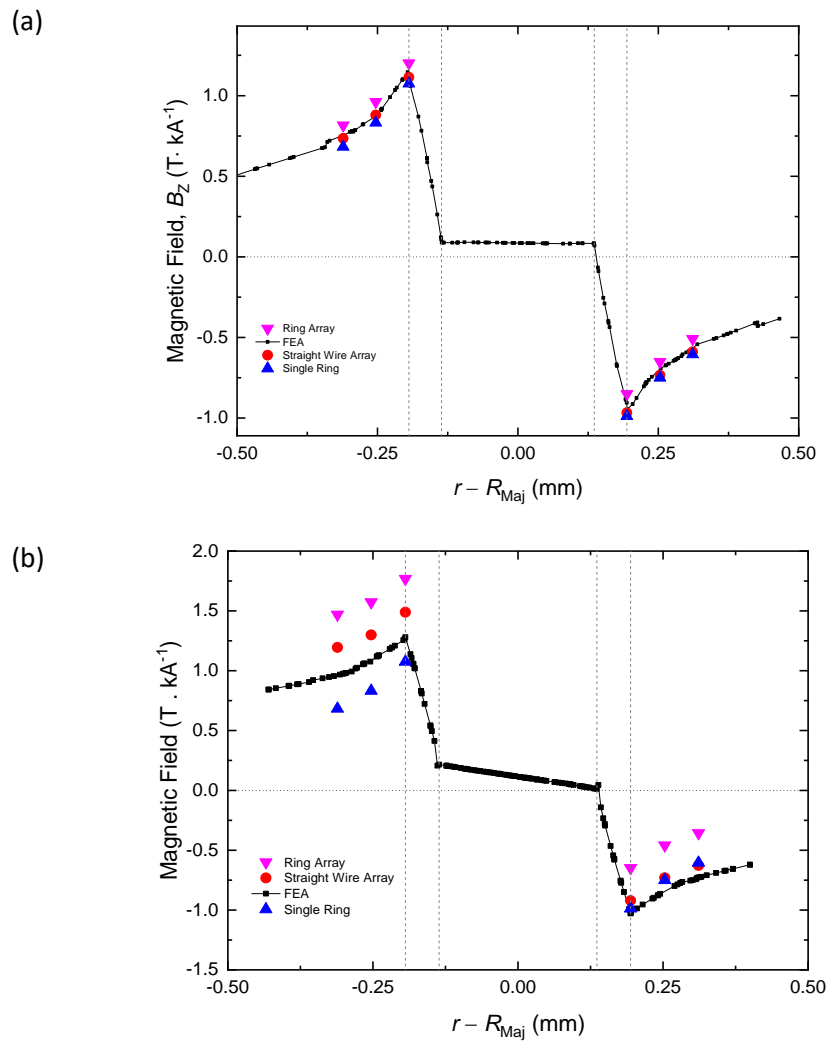 (a)
Magnetic Field, B_Z (T· kA⁻¹)
1.0
0.5
0.0
-0.5
-1.0
Ring Array
FEA
Straight Wire Array
Single Ring
-0.50
-0.25
0.00
0.25
0.50
r – R_Maj (mm)
(b)
Magnetic Field (T . kA⁻¹)
2.0
1.5
1.0
0.5
0.0
-0.5
-1.0
-1.5
Ring Array
Straight Wire Array
FEA
Single Ring
-0.50
-0.25
0.00
0.25
0.50
r – R_Maj (mm)